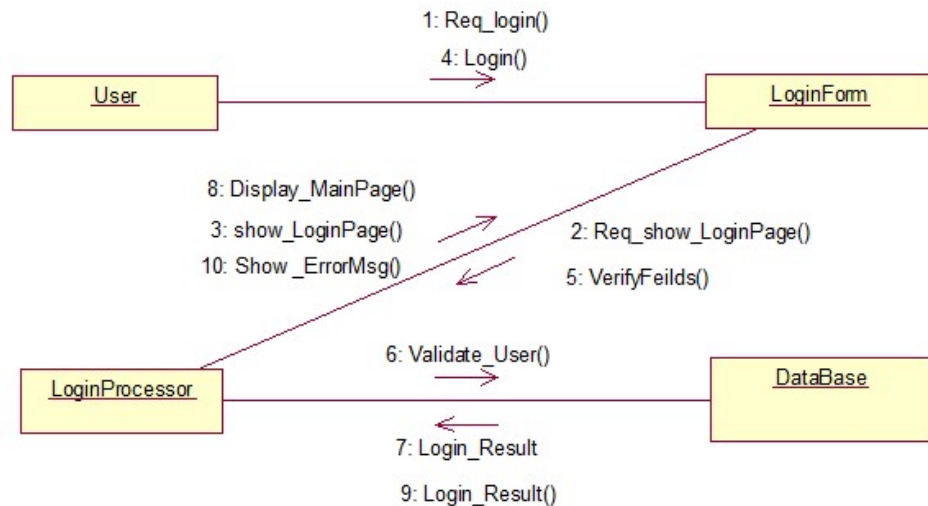 1: Req_login()
4: Login()
User
LoginForm
8: Display_MainPage()
3: show_LoginPage()
10: Show _ErrorMsg()
2: Req_show_LoginPage()
5: VerifyFeilds()
6: Validate_User()
LoginProcessor
DataBase
7: Login_Result
9: Login_Result()